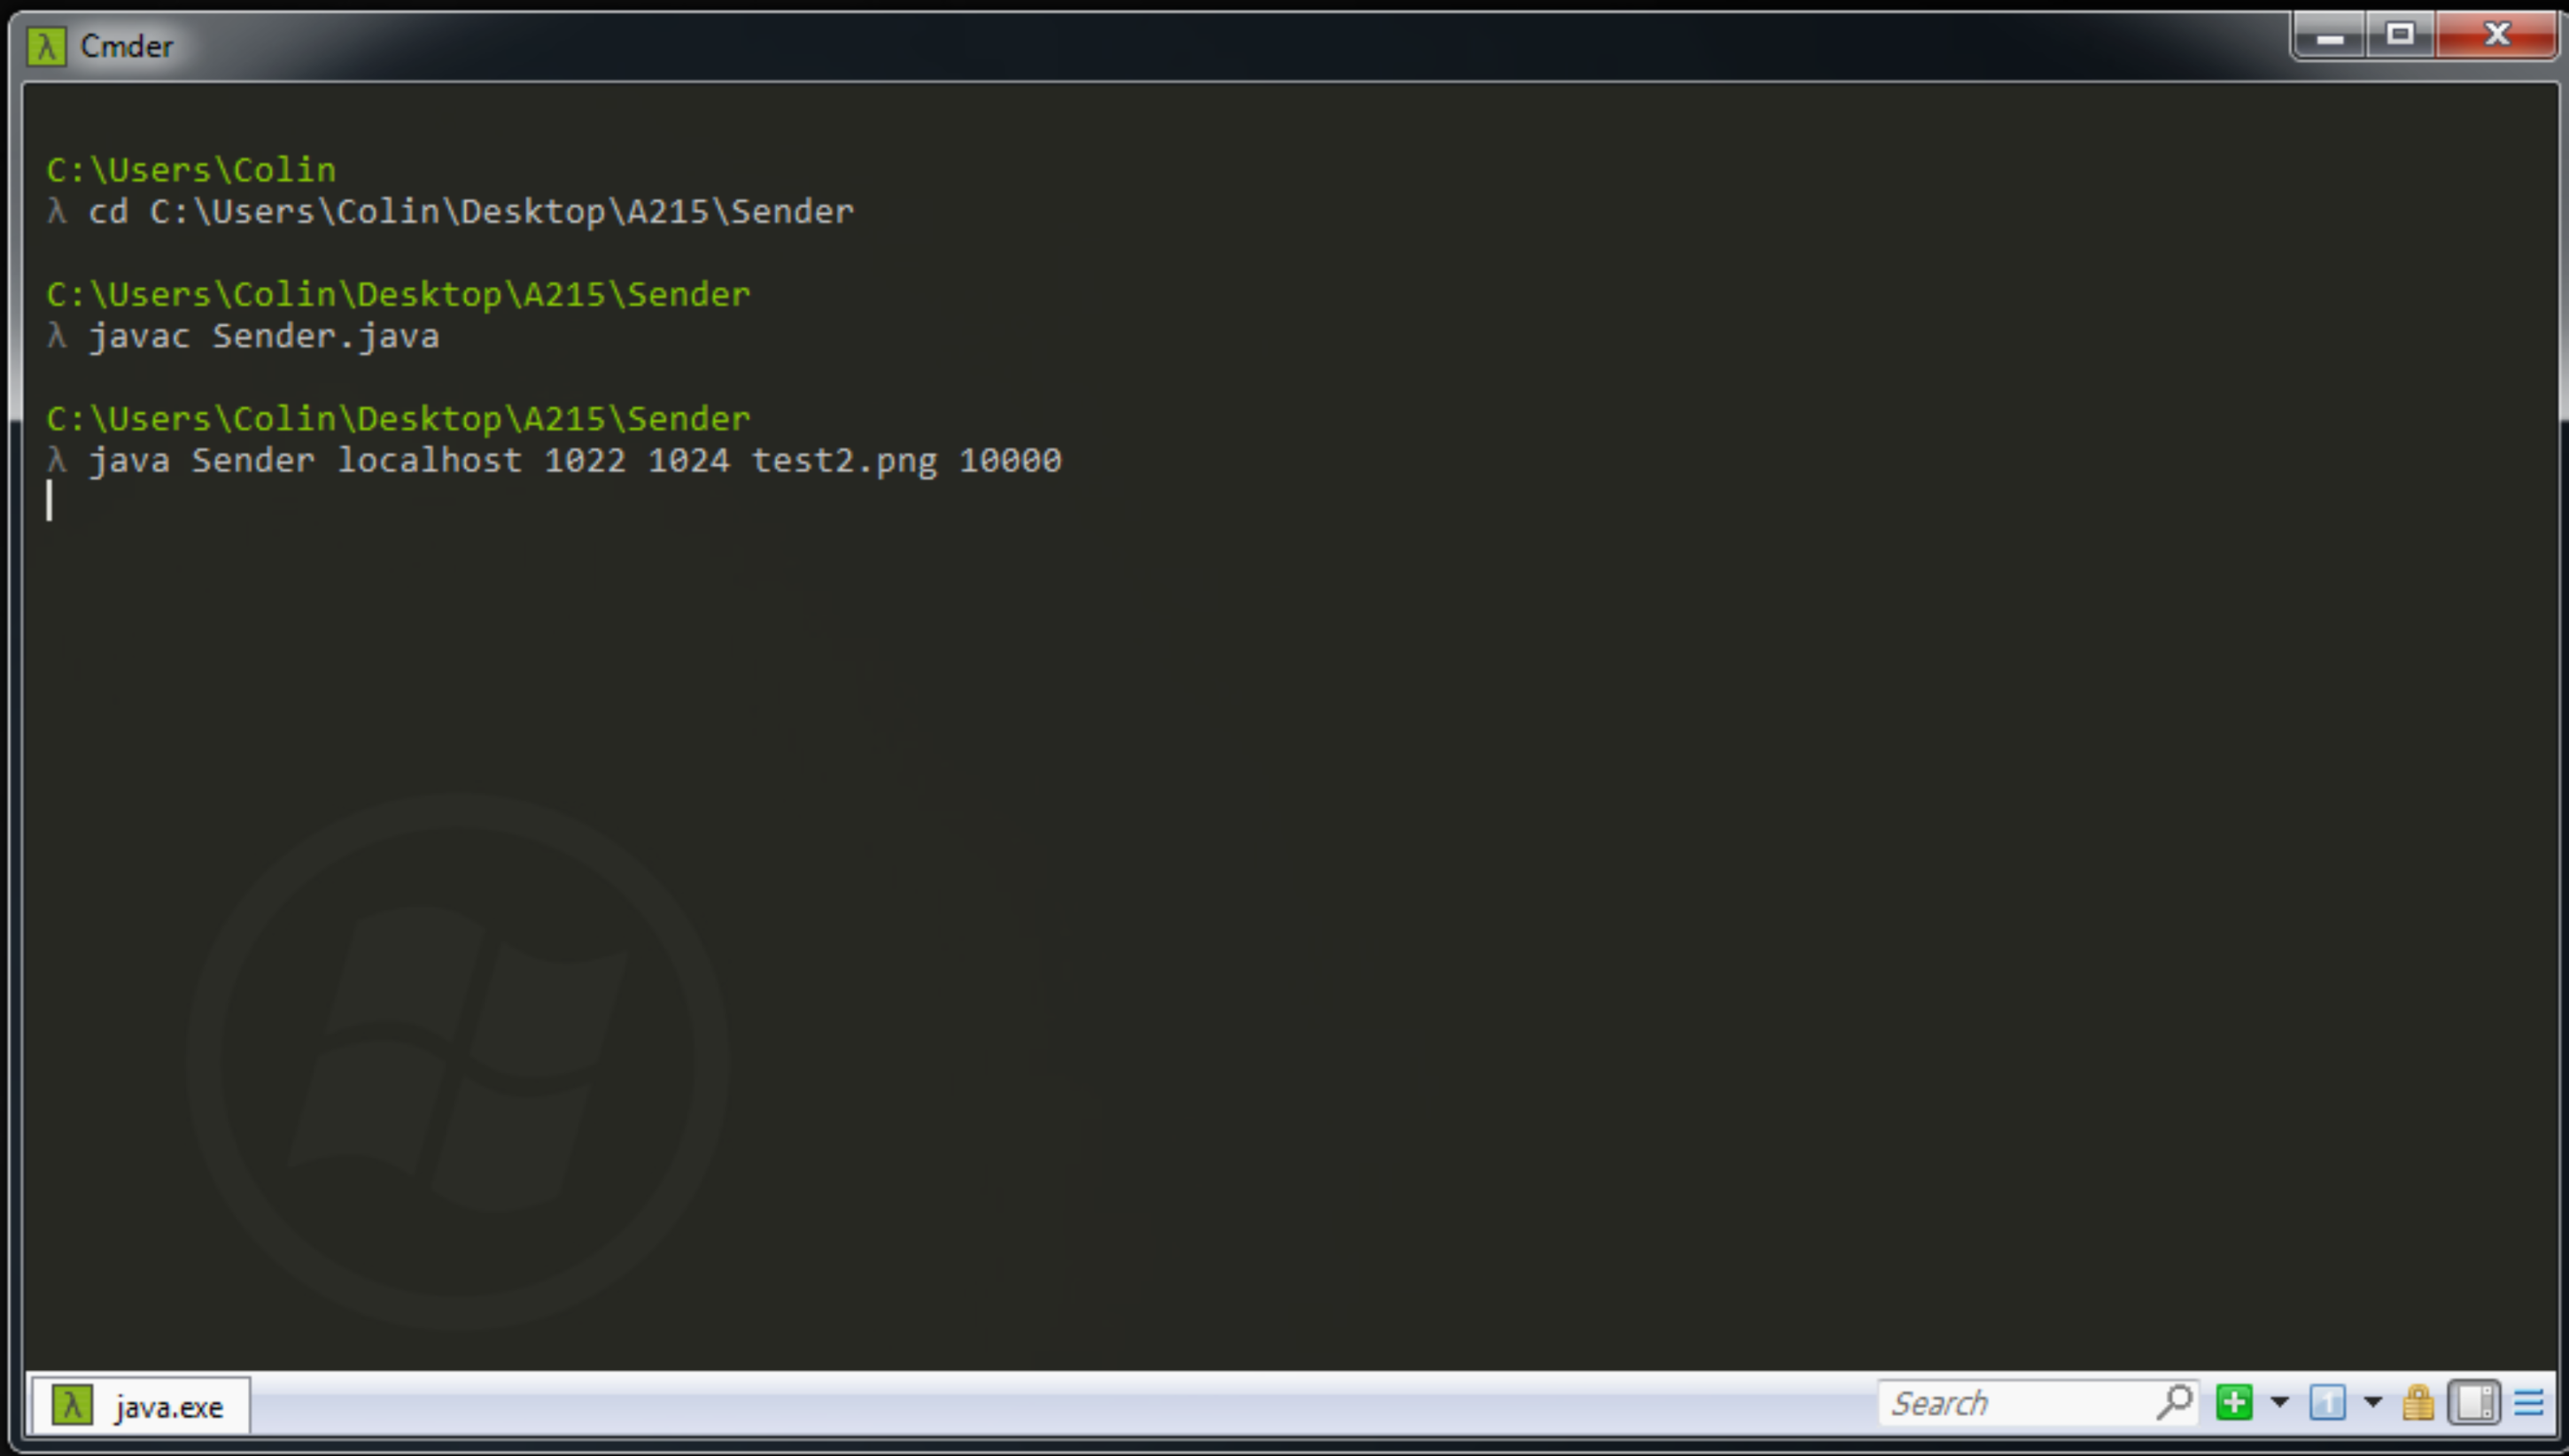 λ Cmder
C:\Users\Colin
λ cd C:\Users\Colin\Desktop\A215\Sender
C:\Users\Colin\Desktop\A215\Sender
λ javac Sender.java
C:\Users\Colin\Desktop\A215\Sender
λ java Sender localhost 1022 1024 test2.png 10000
λ java.exe
Search
1